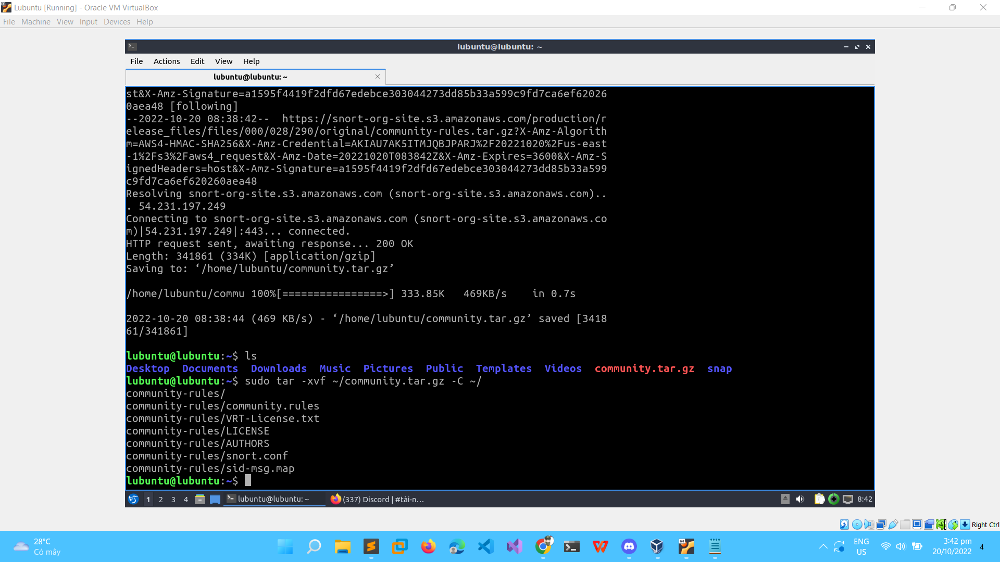 Lubuntu [Running] - Oracle VM VirtualBox
File Machine View Input Devices Help
lubuntu@lubuntu: ~
File Actions Edit View Help
lubuntu@lubuntu: ~
st&X-Amz-Signature=a1595f4419f2dfd67edebce303044273dd85b33a599c9fd7ca6ef62026
0aea48 [following]
--2022-10-20 08:38:42--  https://snort-org-site.s3.amazonaws.com/production/r
elease_files/files/000/028/290/original/community-rules.tar.gz?X-Amz-Algorith
m=AWS4-HMAC-SHA256&X-Amz-Credential=AKIAU7AK5ITMJQBJPARJ%2F20221020%2Fus-east
-1%2Fs3%2Faws4_request&X-Amz-Date=20221020T083842Z&X-Amz-Expires=3600&X-Amz-S
ignedHeaders=host&X-Amz-Signature=a1595f4419f2dfd67edebce303044273dd85b33a599
c9fd7ca6ef620260aea48
Resolving snort-org-site.s3.amazonaws.com (snort-org-site.s3.amazonaws.com)..
. 54.231.197.249
Connecting to snort-org-site.s3.amazonaws.com (snort-org-site.s3.amazonaws.co
m)|54.231.197.249|:443... connected.
HTTP request sent, awaiting response... 200 OK
Length: 341861 (334K) [application/gzip]
Saving to: ‘/home/lubuntu/community.tar.gz’
/home/lubuntu/commu 100%[================>] 333.85K   469KB/s    in 0.7s
2022-10-20 08:38:44 (469 KB/s) - ‘/home/lubuntu/community.tar.gz’ saved [3418
61/341861]
lubuntu@lubuntu:~$ ls
Desktop  Documents  Downloads  Music  Pictures  Public  Templates  Videos  community.tar.gz  snap
lubuntu@lubuntu:~$ sudo tar -xvf ~/community.tar.gz -C ~/
community-rules/
community-rules/community.rules
community-rules/VRT-License.txt
community-rules/LICENSE
community-rules/AUTHORS
community-rules/snort.conf
community-rules/sid-msg.map
lubuntu@lubuntu:~$
1 2 3 4 lubuntu@lubuntu: ~ (337) Discord | #tài-n... 8:42
Right Ctrl
28°C
Có mây
ENG
US
3:42 pm
20/10/2022
4